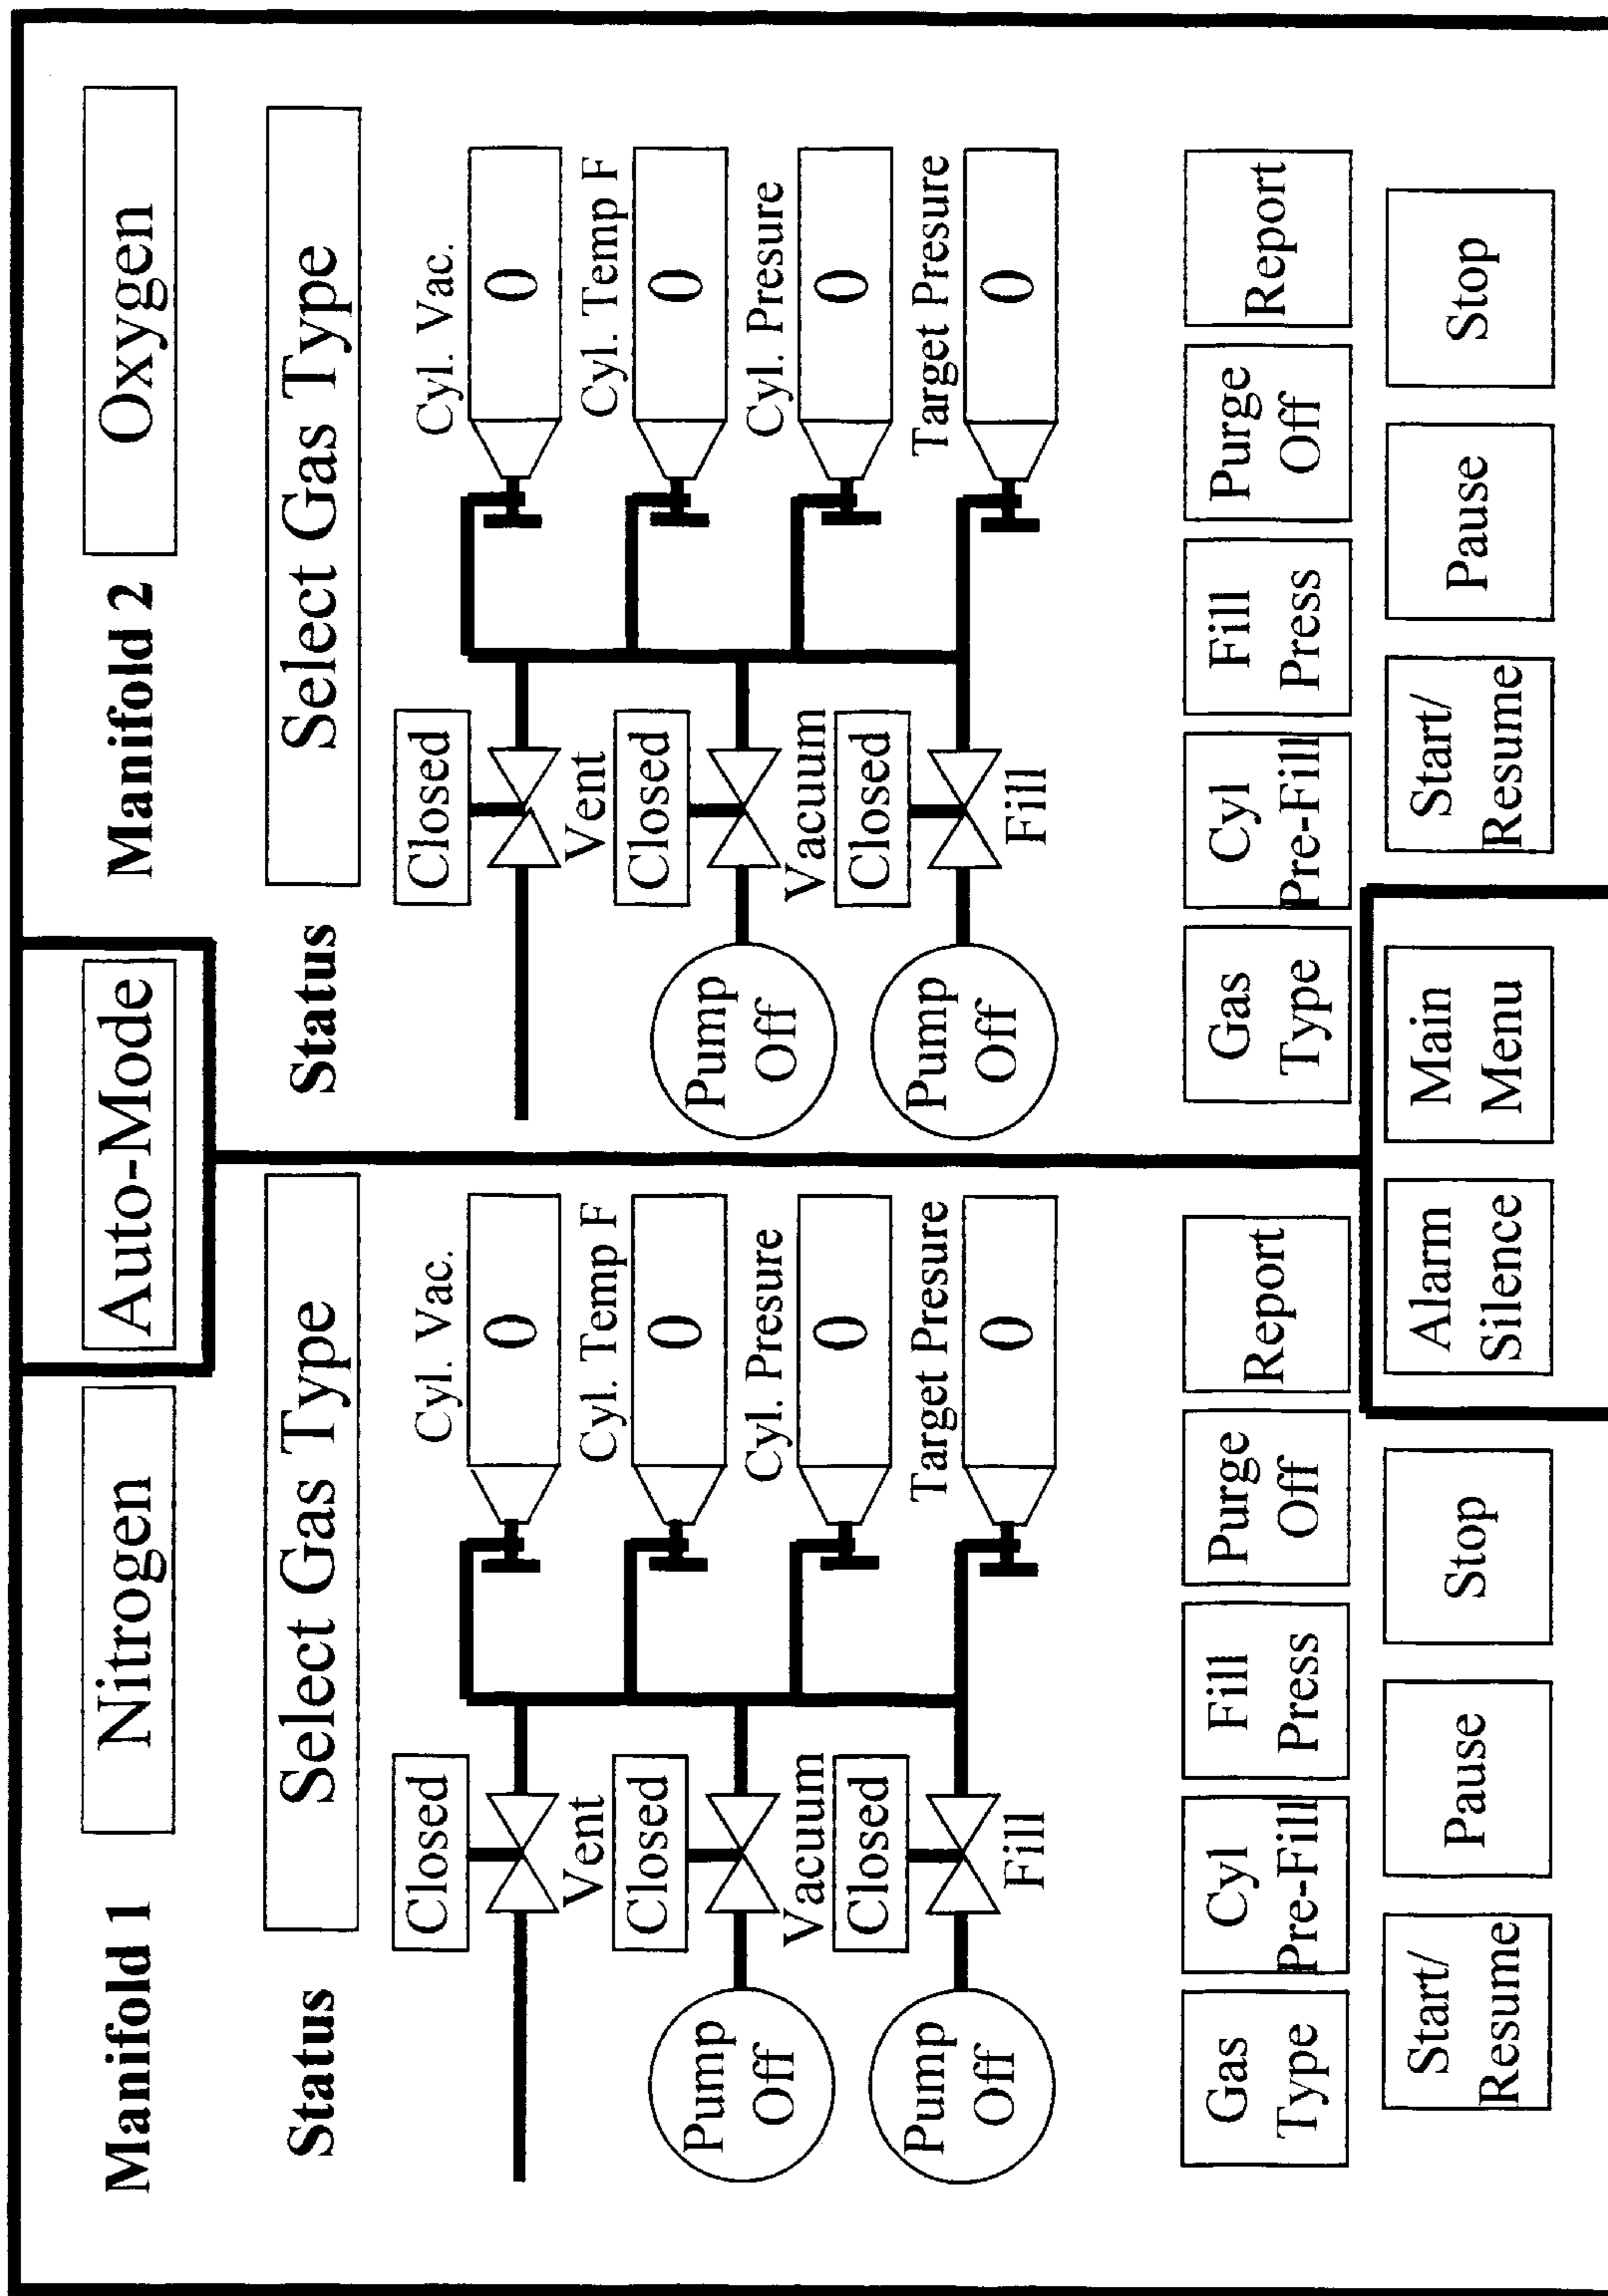 Manifold 1
Nitrogen
Auto-Mode
Manifold 2
Oxygen
Status
Select Gas Type
Status
Select Gas Type
Closed
Vent
Closed
Vacuum
Closed
Fill
Pump
Off
Pump
Off
Cyl. Vac.
0
Cyl. Temp F
0
Cyl. Presure
0
Target Presure
0
Closed
Vent
Closed
Vacuum
Closed
Fill
Pump
Off
Pump
Off
Cyl. Vac.
0
Cyl. Temp F
0
Cyl. Presure
0
Target Presure
0
Gas
Type
Cyl
Pre-Fill
Fill
Press
Purge
Off
Report
Gas
Type
Cyl
Pre-Fill
Fill
Press
Purge
Off
Report
Start/
Resume
Pause
Stop
Alarm
Silence
Main
Menu
Start/
Resume
Pause
Stop